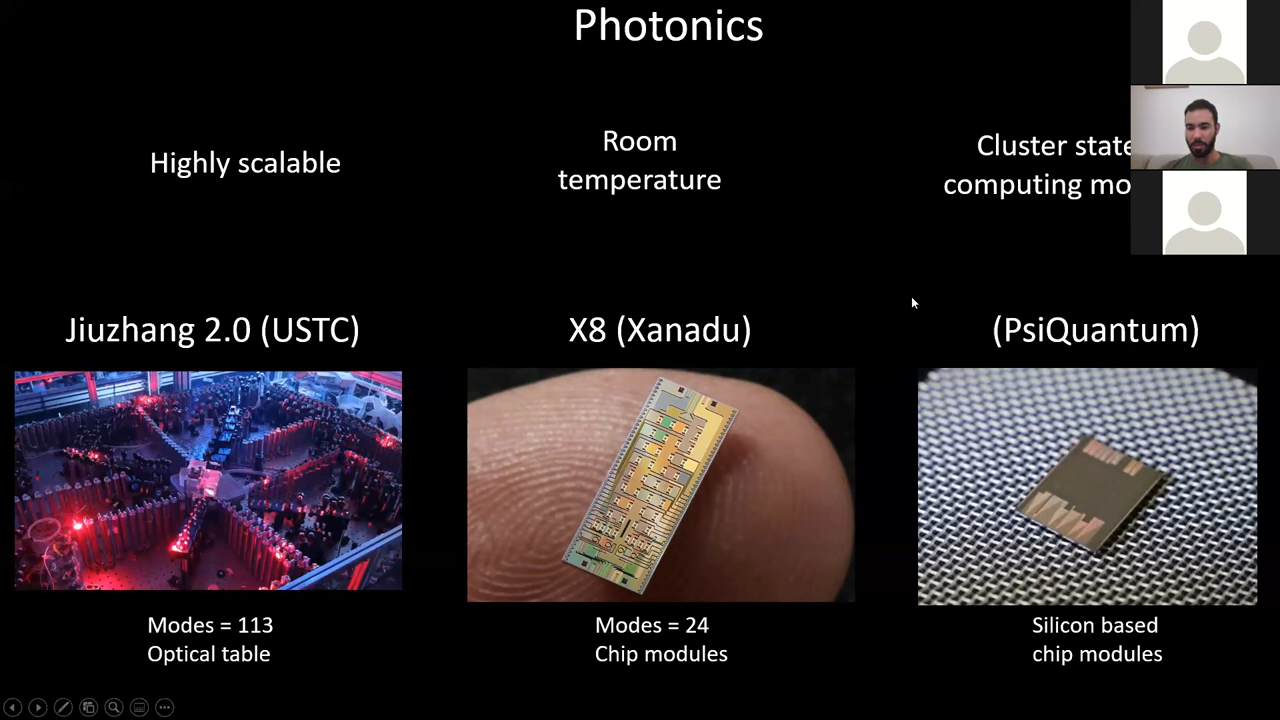 Photonics
Highly scalable
Room
temperature
Cluster state
computing mo
Jiuzhang 2.0 (USTC)
X8 (Xanadu)
(PsiQuantum)
Modes = 113
Optical table
Modes = 24
Chip modules
Silicon based
chip modules